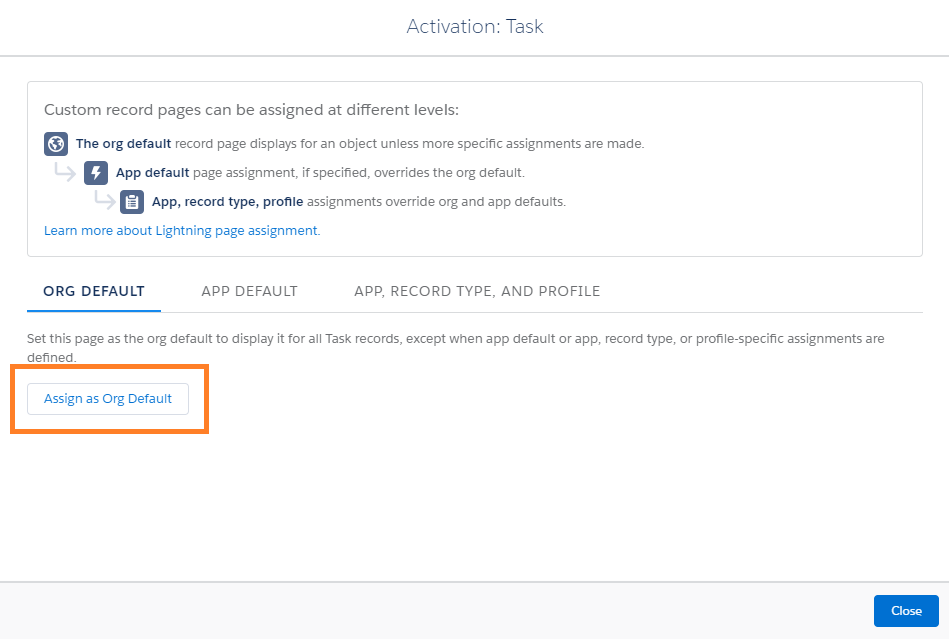 Activation: Task
Custom record pages can be assigned at different levels:
The org default record page displays for an object unless more specific assignments are made.
App default page assignment, if specified, overrides the org default.
App, record type, profile assignments override org and app defaults.
Learn more about Lightning page assignment.
ORG DEFAULT APP DEFAULT APP, RECORD TYPE, AND PROFILE
Set this page as the org default to display it for all Task records, except when app default or app, record type, or profile-specific assignments are
defined.
Assign as Org Default
Close